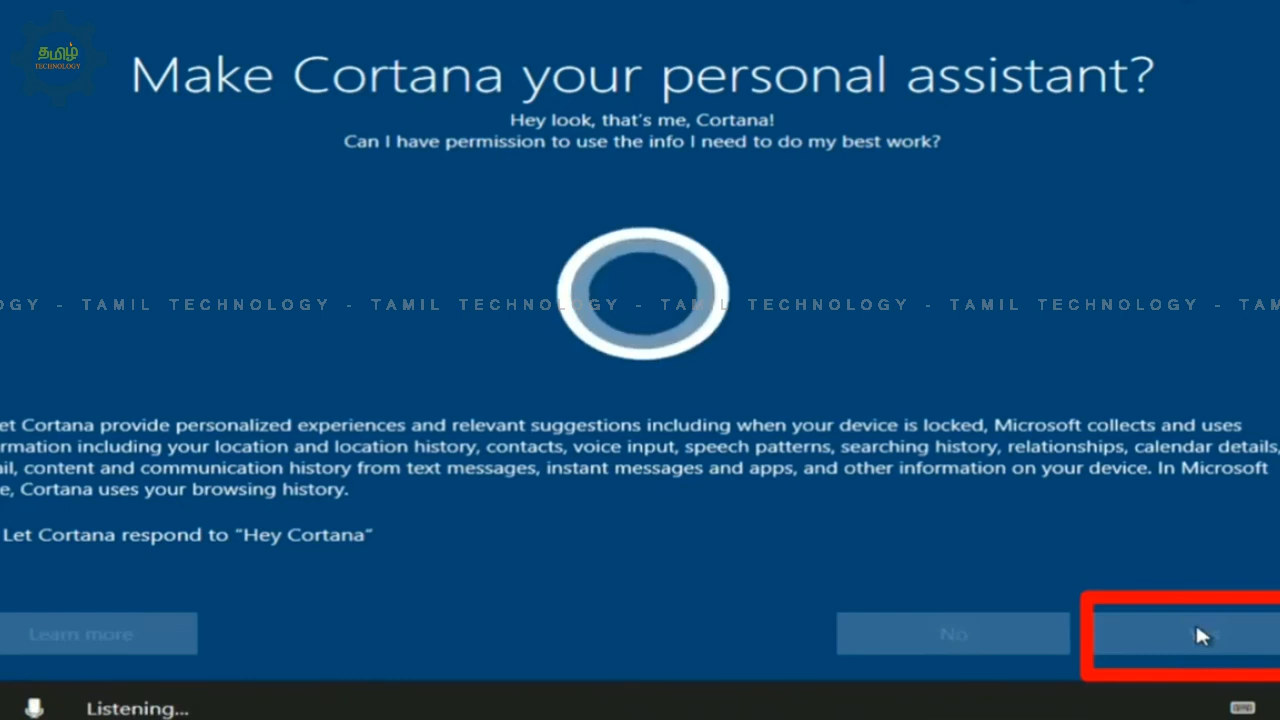 தமிழ்
TECHNOLOGY
Make Cortana your personal assistant?
Hey look, that's me, Cortana!
Can I have permission to use the info I need to do my best work?
OGY - TAMIL TECHNOLOGY - TAMIL TECHNOLOGY - TAMIL TECHNOLOGY - TAMIL TECHNOLOGY - TAM
et Cortana provide personalized experiences and relevant suggestions including when your device is locked, Microsoft collects and uses
rmation including your location and location history, contacts, voice input, speech patterns, searching history, relationships, calendar details,
il, content and communication history from text messages, instant messages and apps, and other information on your device. In Microsoft
e, Cortana uses your browsing history.
Let Cortana respond to "Hey Cortana"
Learn more
No
Listening...